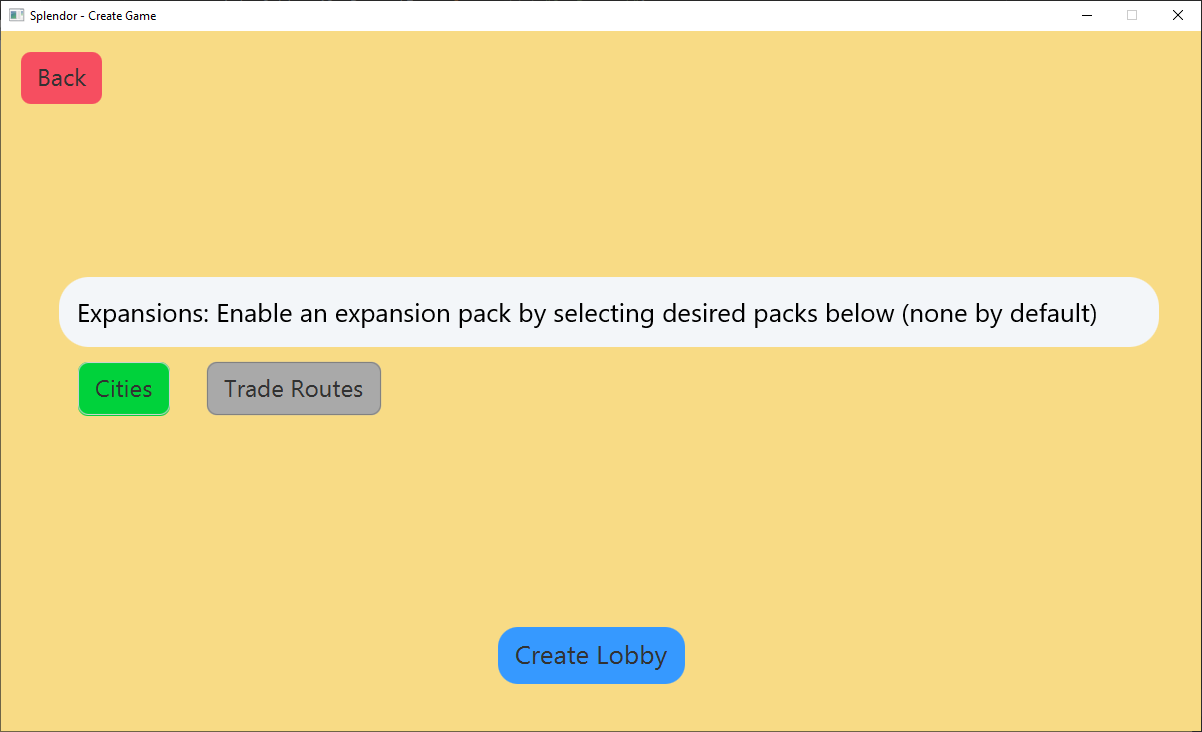 Splendor - Create Game
Back
Expansions: Enable an expansion pack by selecting desired packs below (none by default)
Cities
Trade Routes
Create Lobby